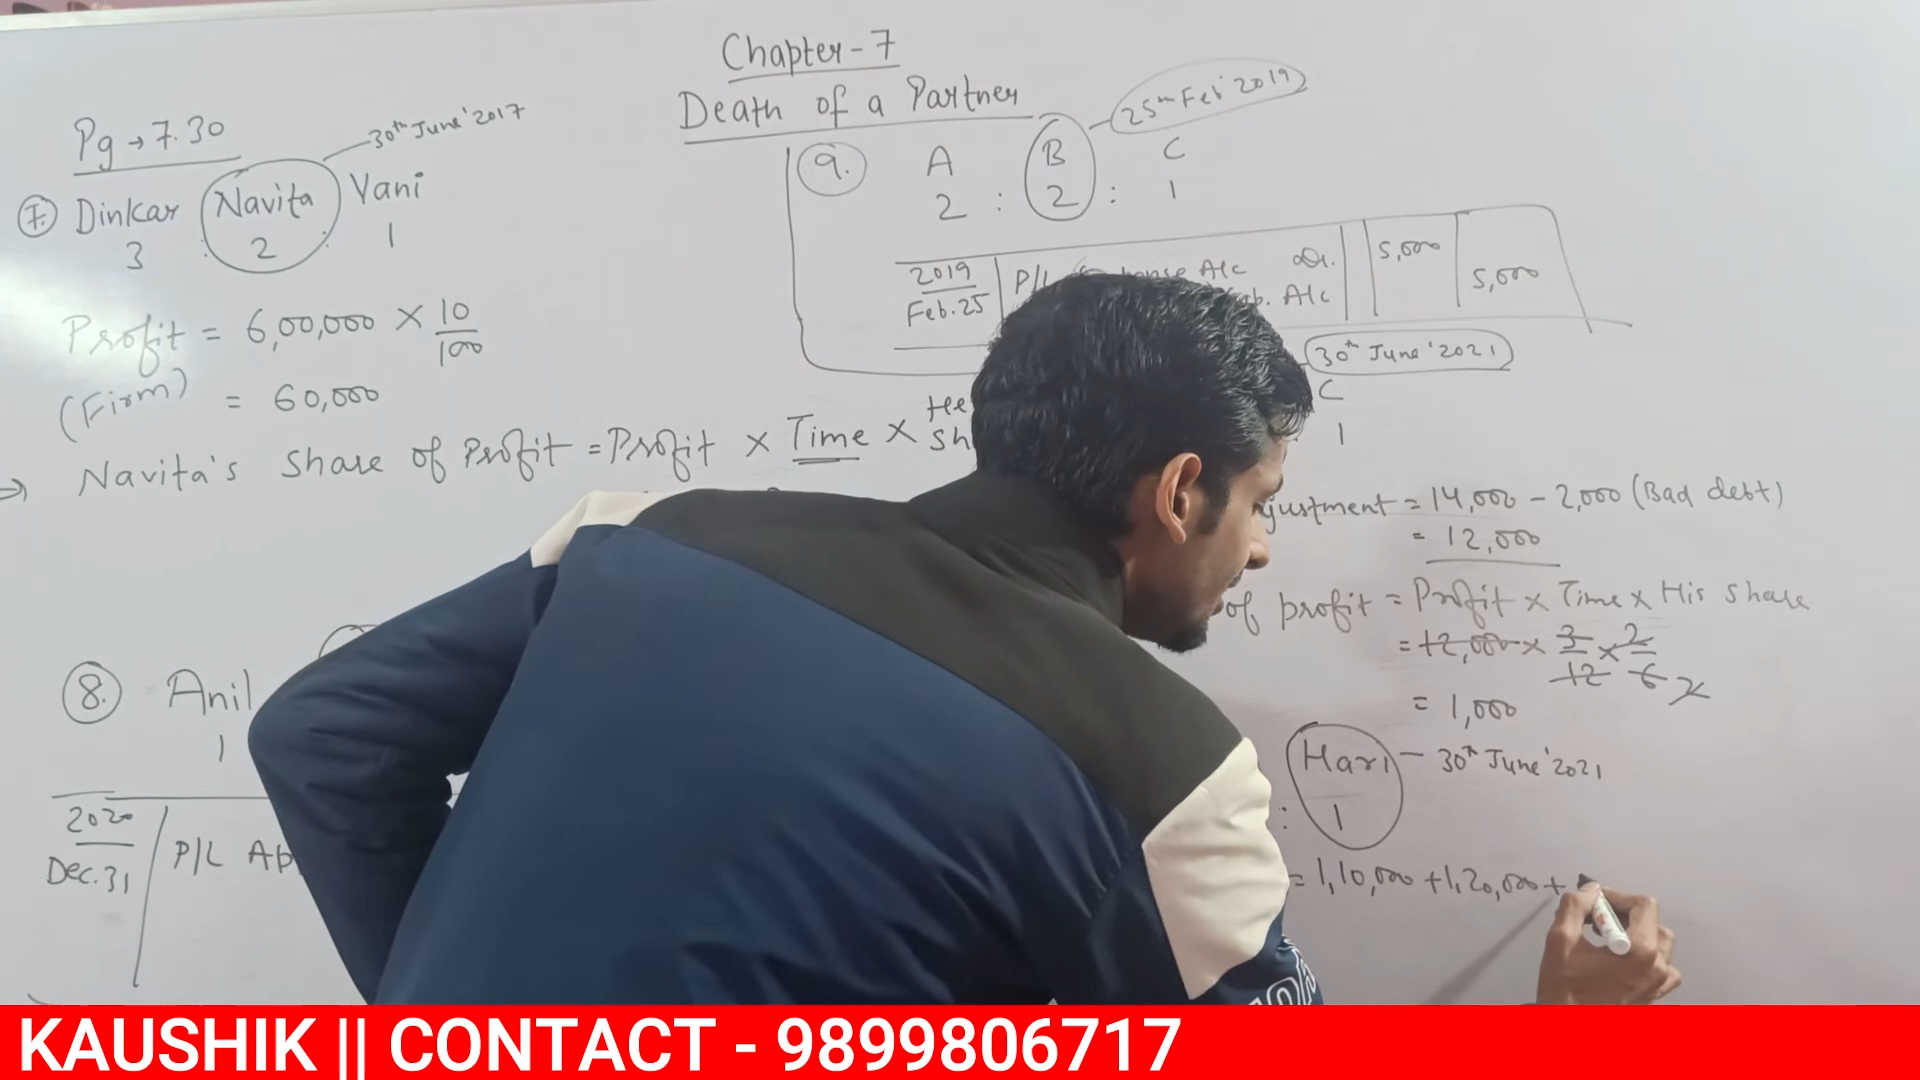 Chapter-7
Death of a Partner
Pg → 7.30
30th June '2017
7. Dinkar Navita Vani
3 : 2 : 1
Profit = 6,00,000 × 10/100
(Firm) = 60,000
⇒ Navita's share of Profit = Profit × Time ×
8. Anil
1
2020
Dec.31
P/L
25th Feb '2019
9. A B C
2 : 2 : 1
2019
Feb.25
P/L A/c Dr. 5,000
A/c 5,000
30th June '2021
C
1
= 14,000 - 2,000 (Bad debt)
= 12,000
of profit = Profit × Time × His share
= 12,000 × 3/12 × 2/6
= 1,000
Hari - 30th June '2021
: 1
= 1,10,000 + 1,20,000 +
KAUSHIK || CONTACT - 9899806717